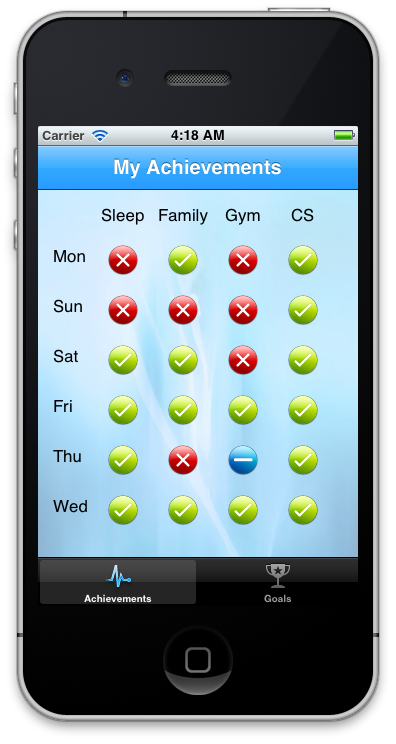 Carrier 4:18 AM
My Achievements
Sleep Family Gym CS
Mon
Sun
Sat
Fri
Thu
Wed
Achievements Goals